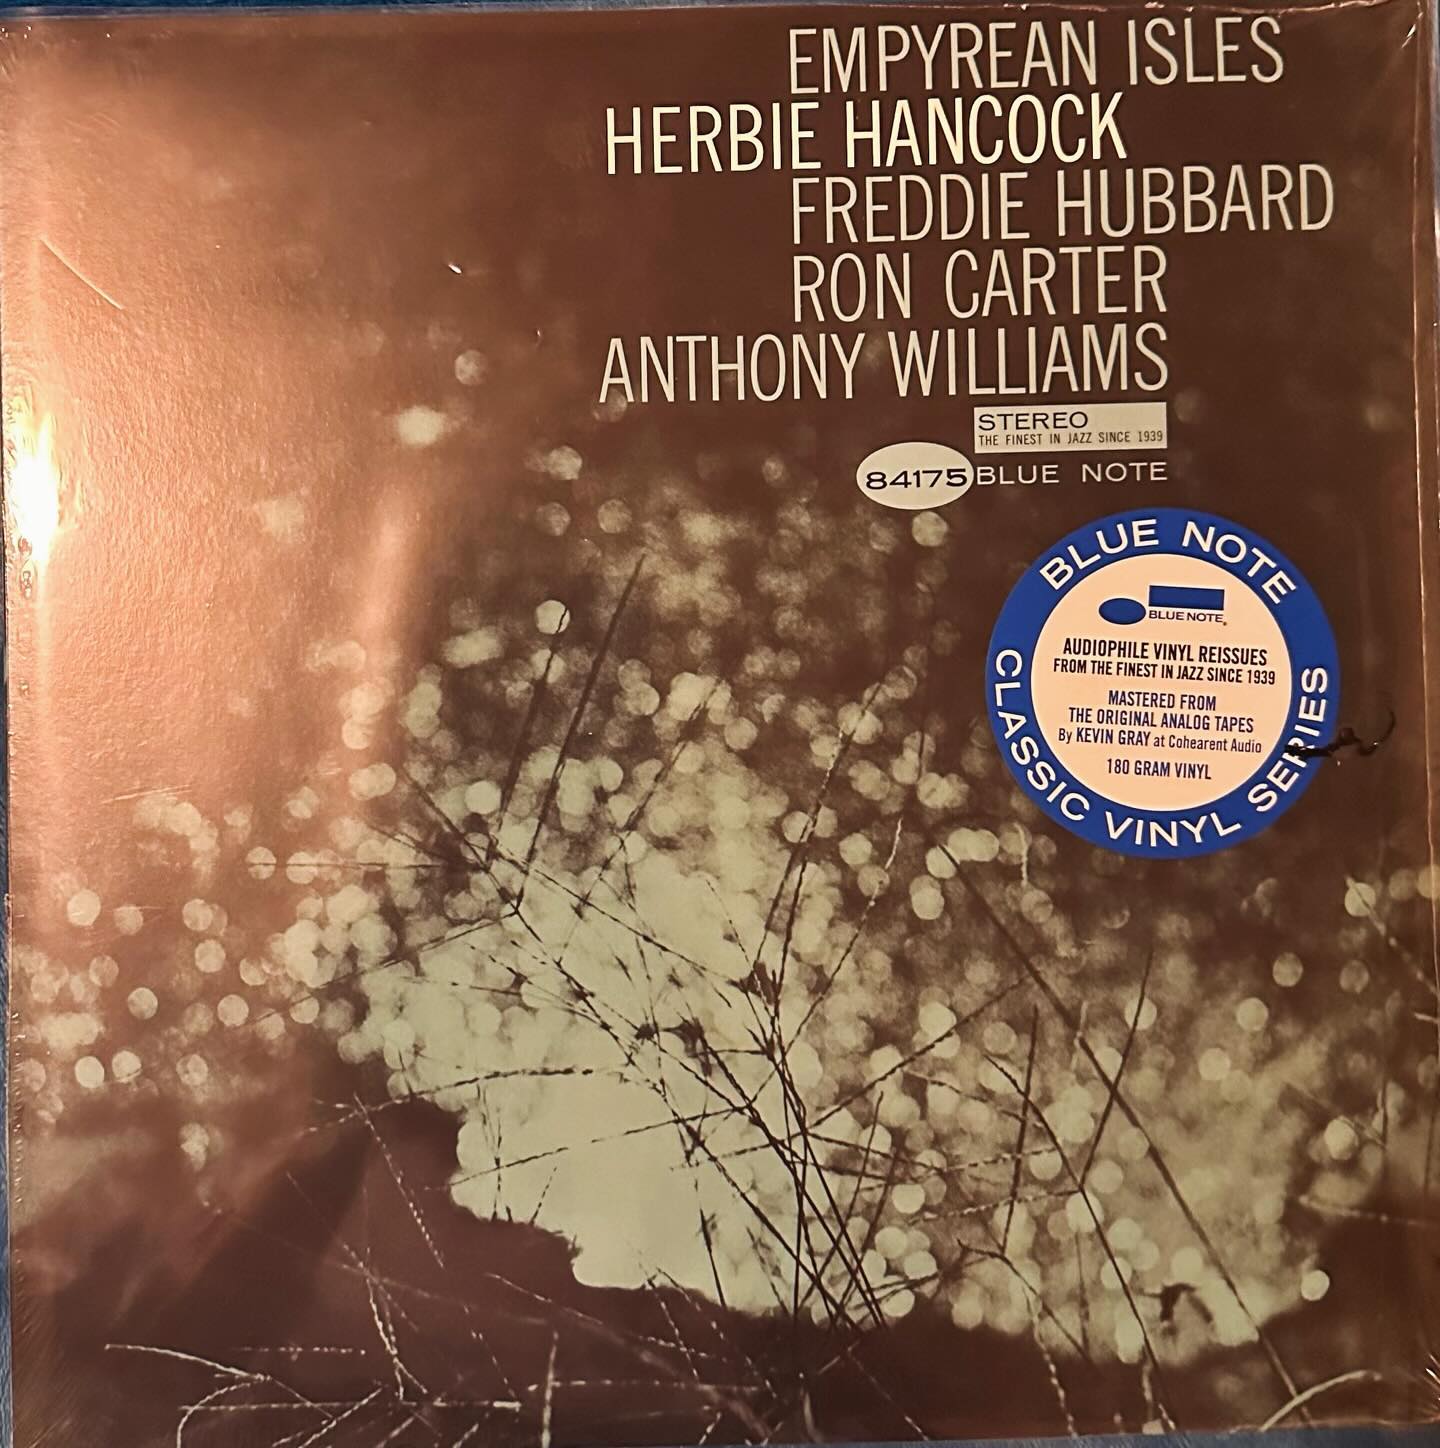 EMPYREAN ISLES
HERBIE HANCOCK
FREDDIE HUBBARD
RON CARTER
ANTHONY WILLIAMS
STEREO
THE FINEST IN JAZZ SINCE 1939
84175 BLUE NOTE
BLUE NOTE
BLUE NOTE
AUDIOPHILE VINYL REISSUES
FROM THE FINEST IN JAZZ SINCE 1939
MASTERED FROM
THE ORIGINAL ANALOG TAPES
By KEVIN GRAY at Cohearent Audio
180 GRAM VINYL
CLASSIC VINYL SERIES